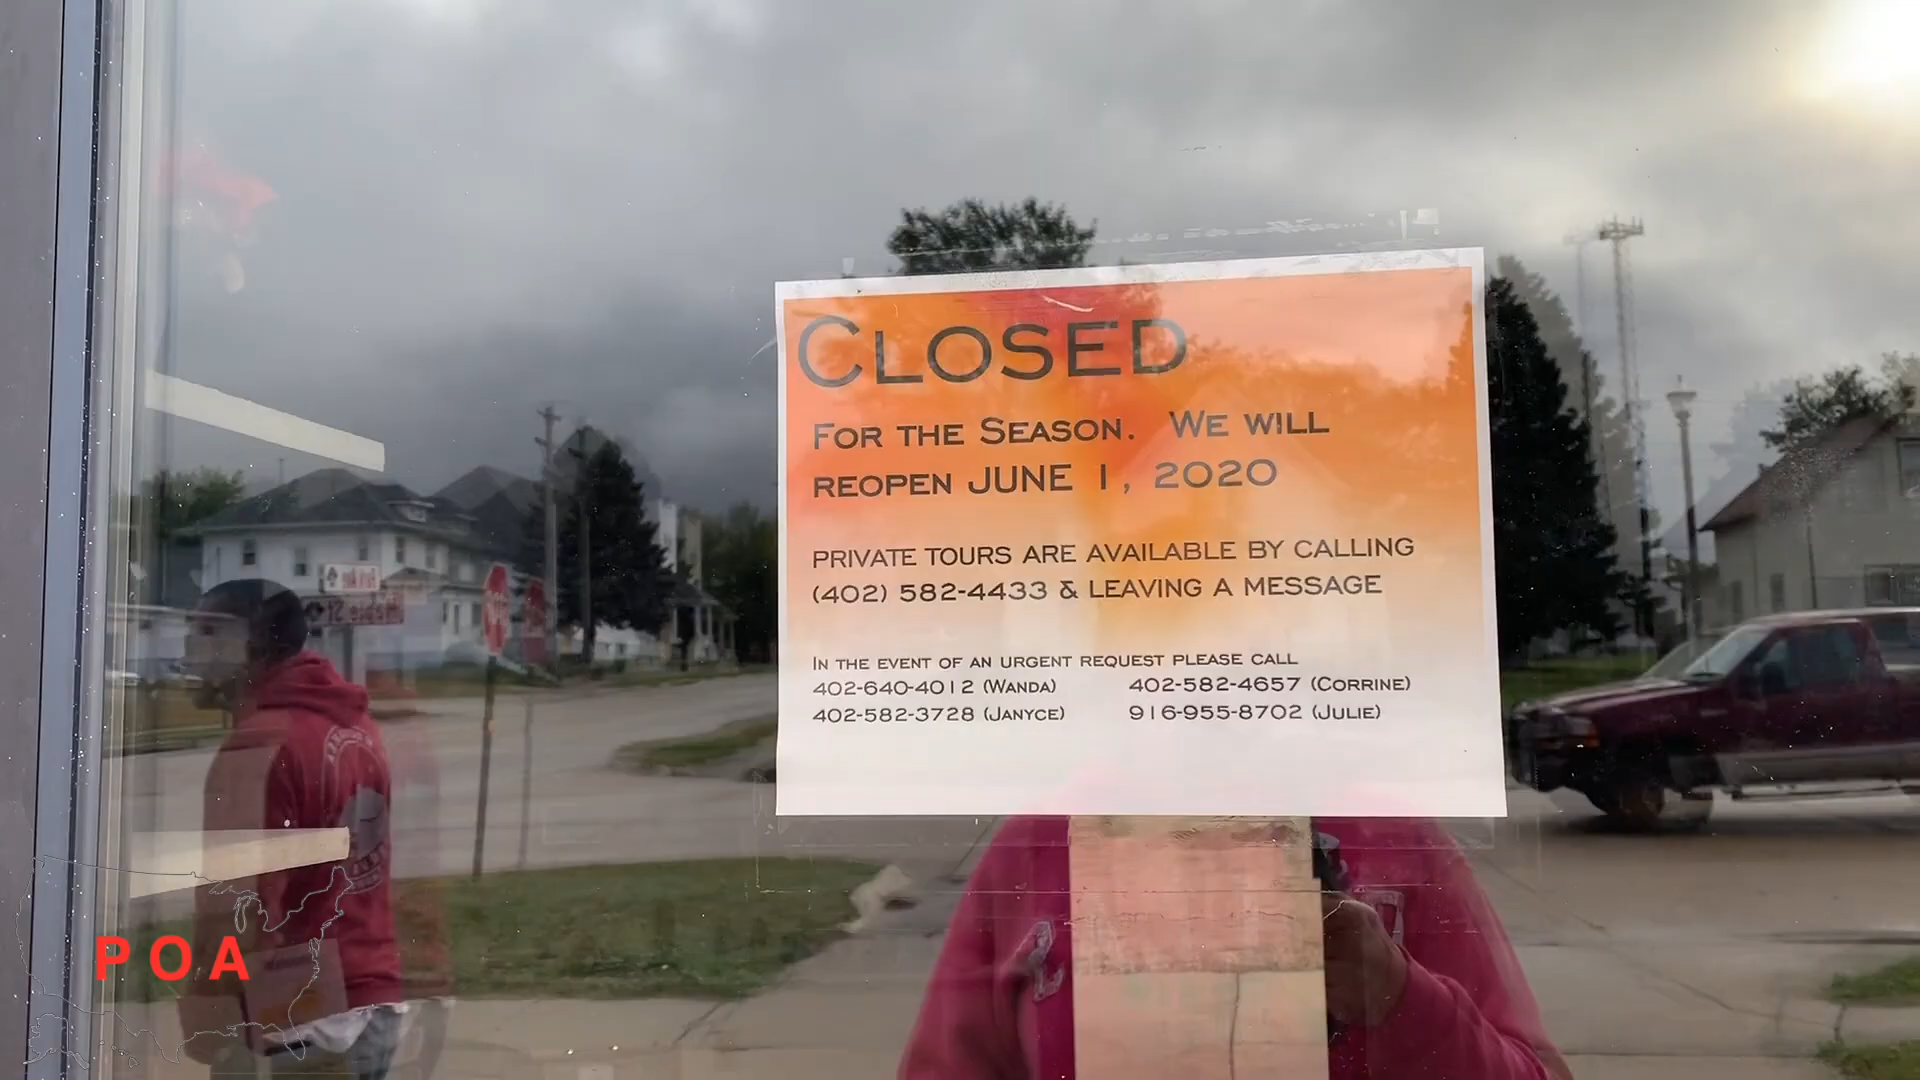 CLOSED
FOR THE SEASON. WE WILL
REOPEN JUNE 1, 2020
PRIVATE TOURS ARE AVAILABLE BY CALLING
(402) 582-4433 & LEAVING A MESSAGE
IN THE EVENT OF AN URGENT REQUEST PLEASE CALL
402-640-4012 (WANDA) 402-582-4657 (CORRINE)
402-582-3728 (JANYCE) 916-955-8702 (JULIE)
POA